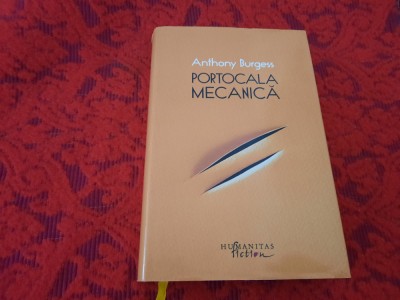 Anthony Burgess
PORTOCALA
MECANICĂ
HUMANITAS
fiction